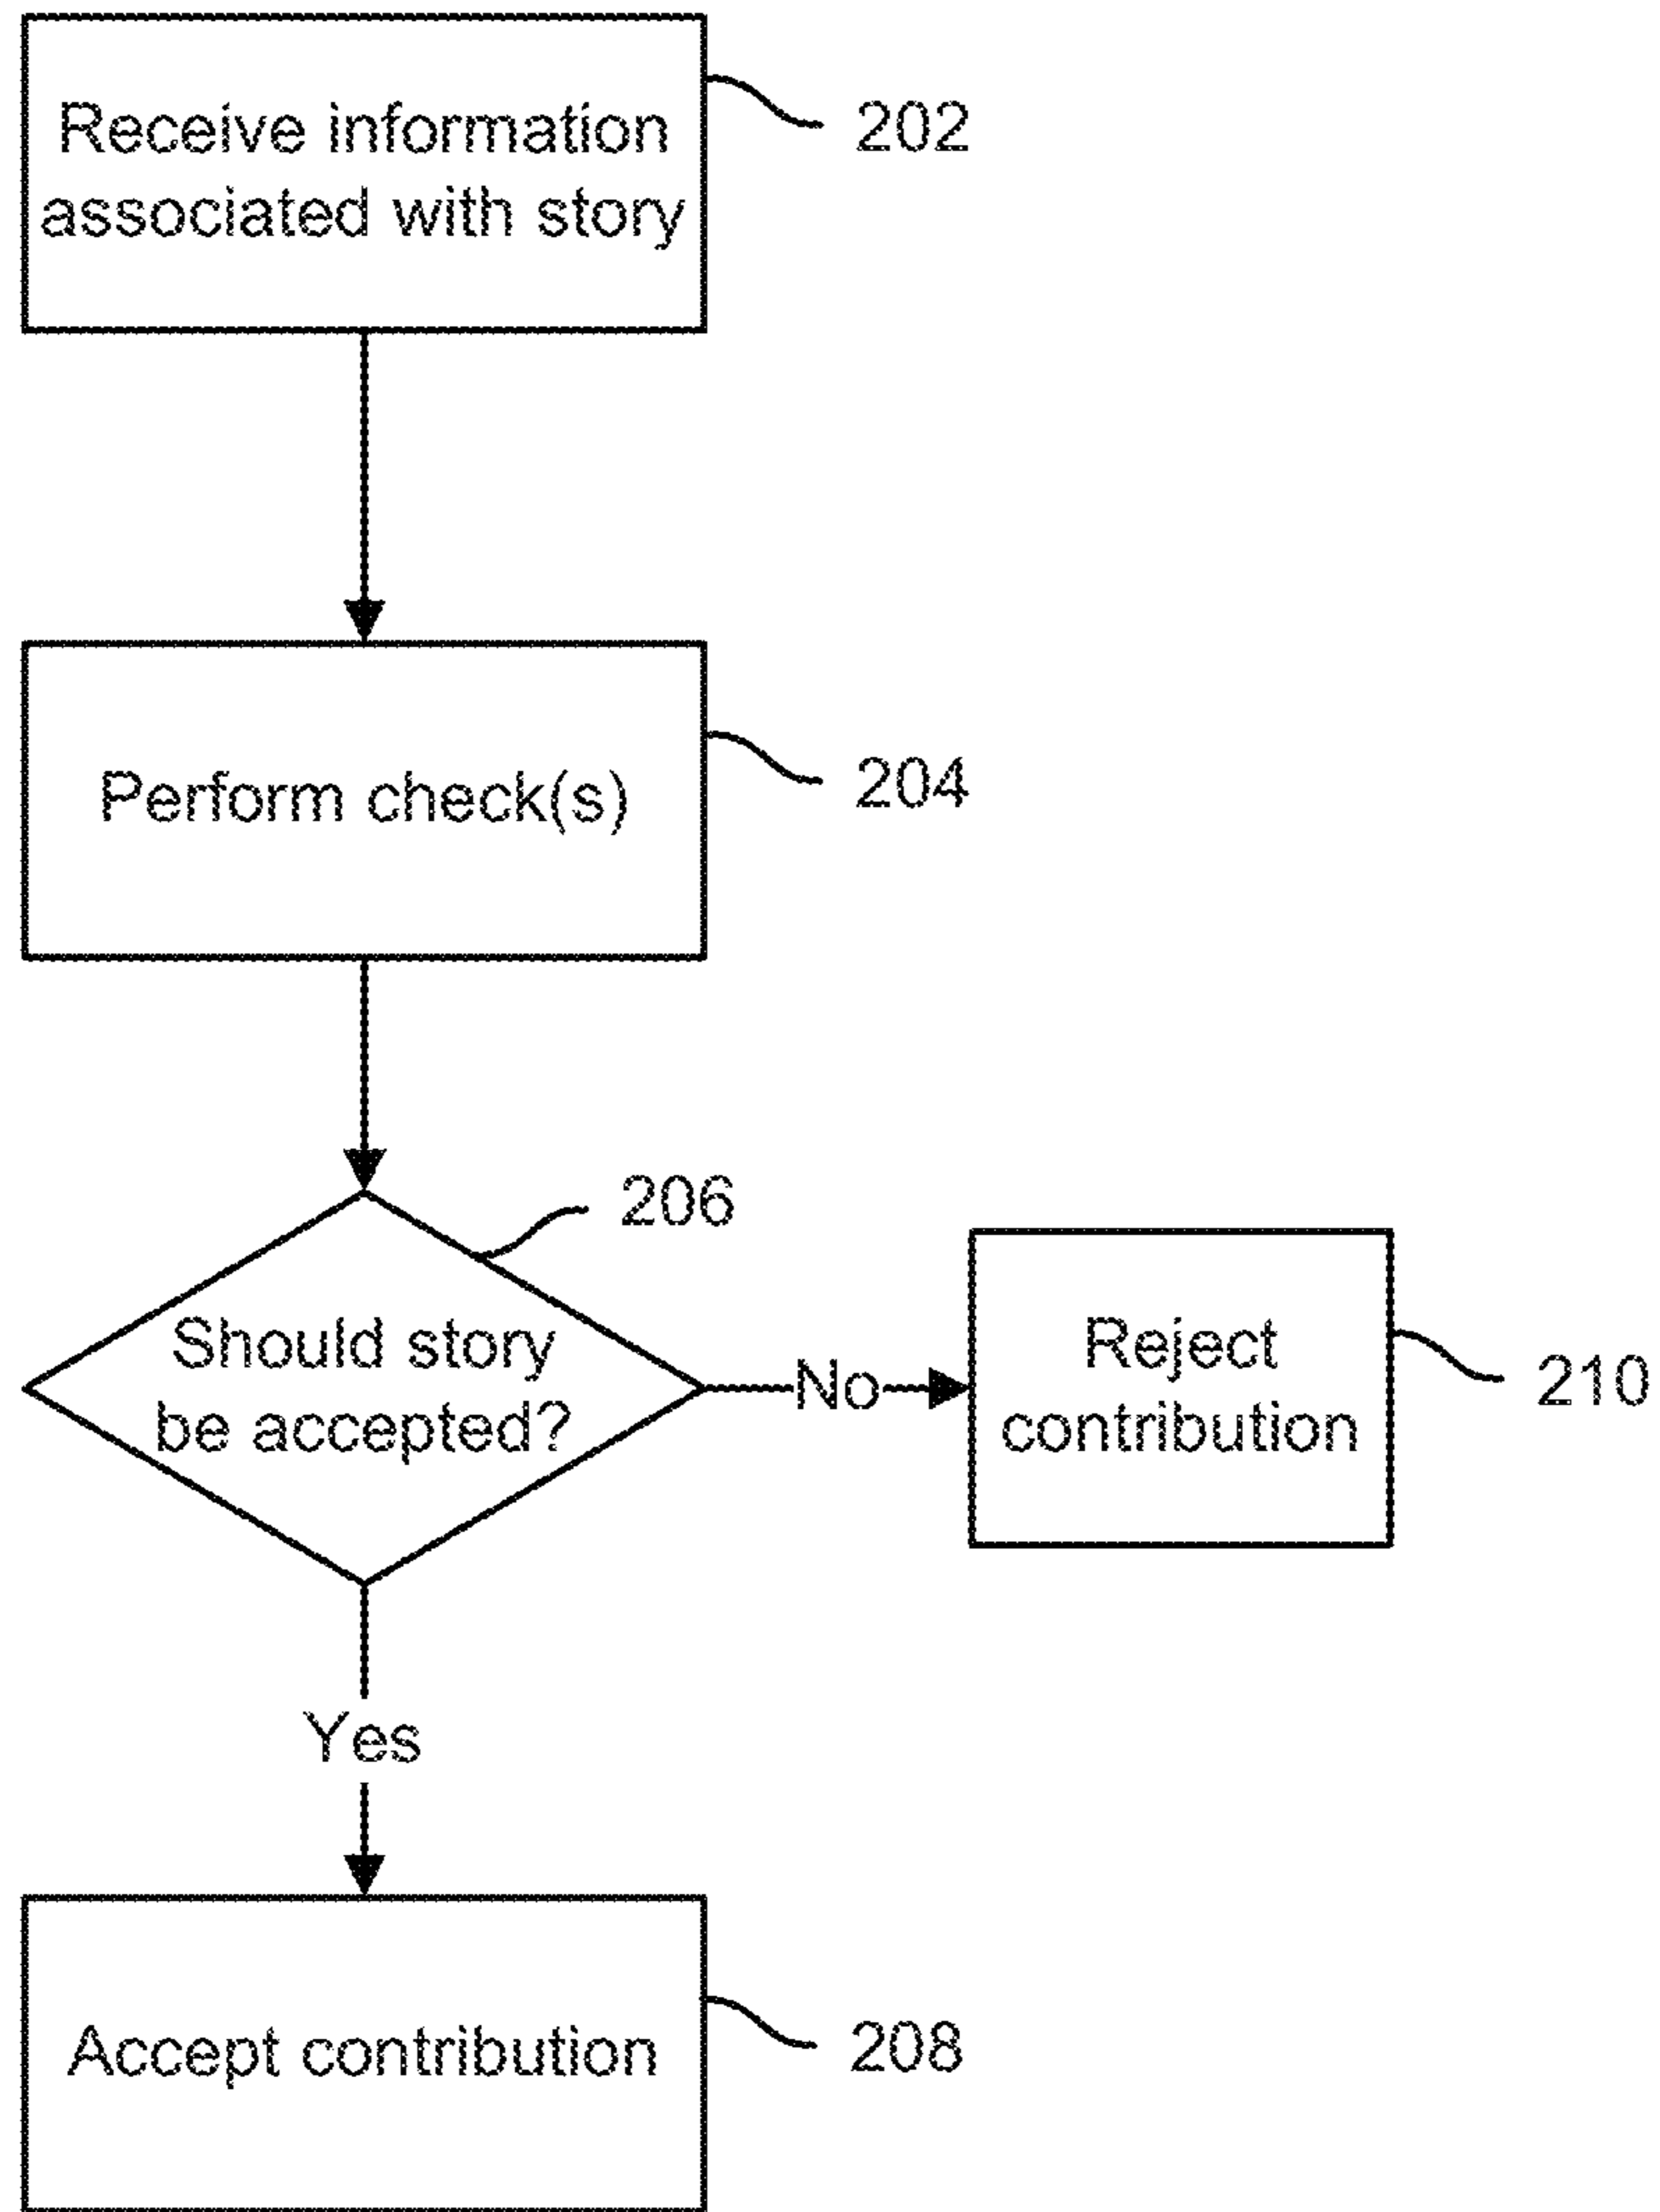 Receive information
associated with story
202
Perform check(s)
204
206
Should story
be accepted?
No
Reject
contribution
210
Yes
Accept contribution
208